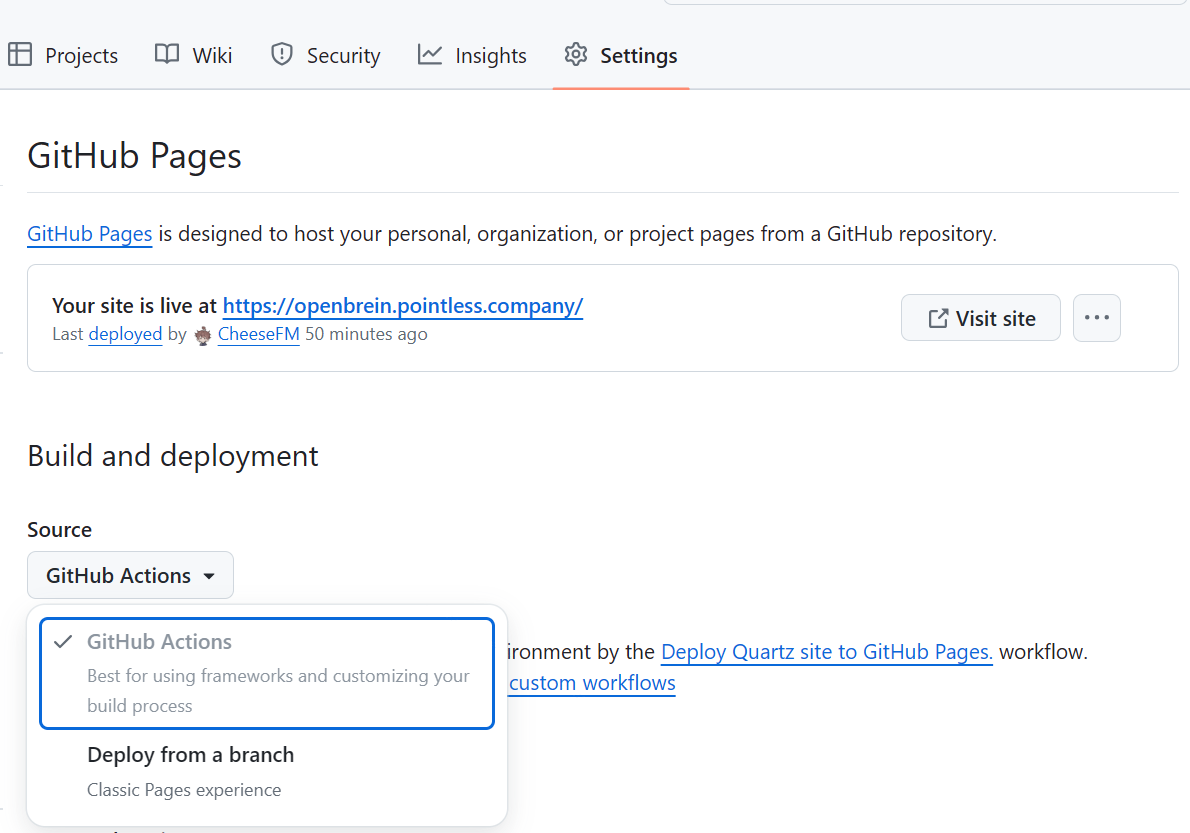 Projects
Wiki
Security
Insights
Settings
GitHub Pages
GitHub Pages is designed to host your personal, organization, or project pages from a GitHub repository.
Your site is live at https://openbrein.pointless.company/
Last deployed by CheeseFM 50 minutes ago
Visit site
Build and deployment
Source
GitHub Actions
GitHub Actions
Best for using frameworks and customizing your
build process
ironment by the Deploy Quartz site to GitHub Pages. workflow.
custom workflows
Deploy from a branch
Classic Pages experience